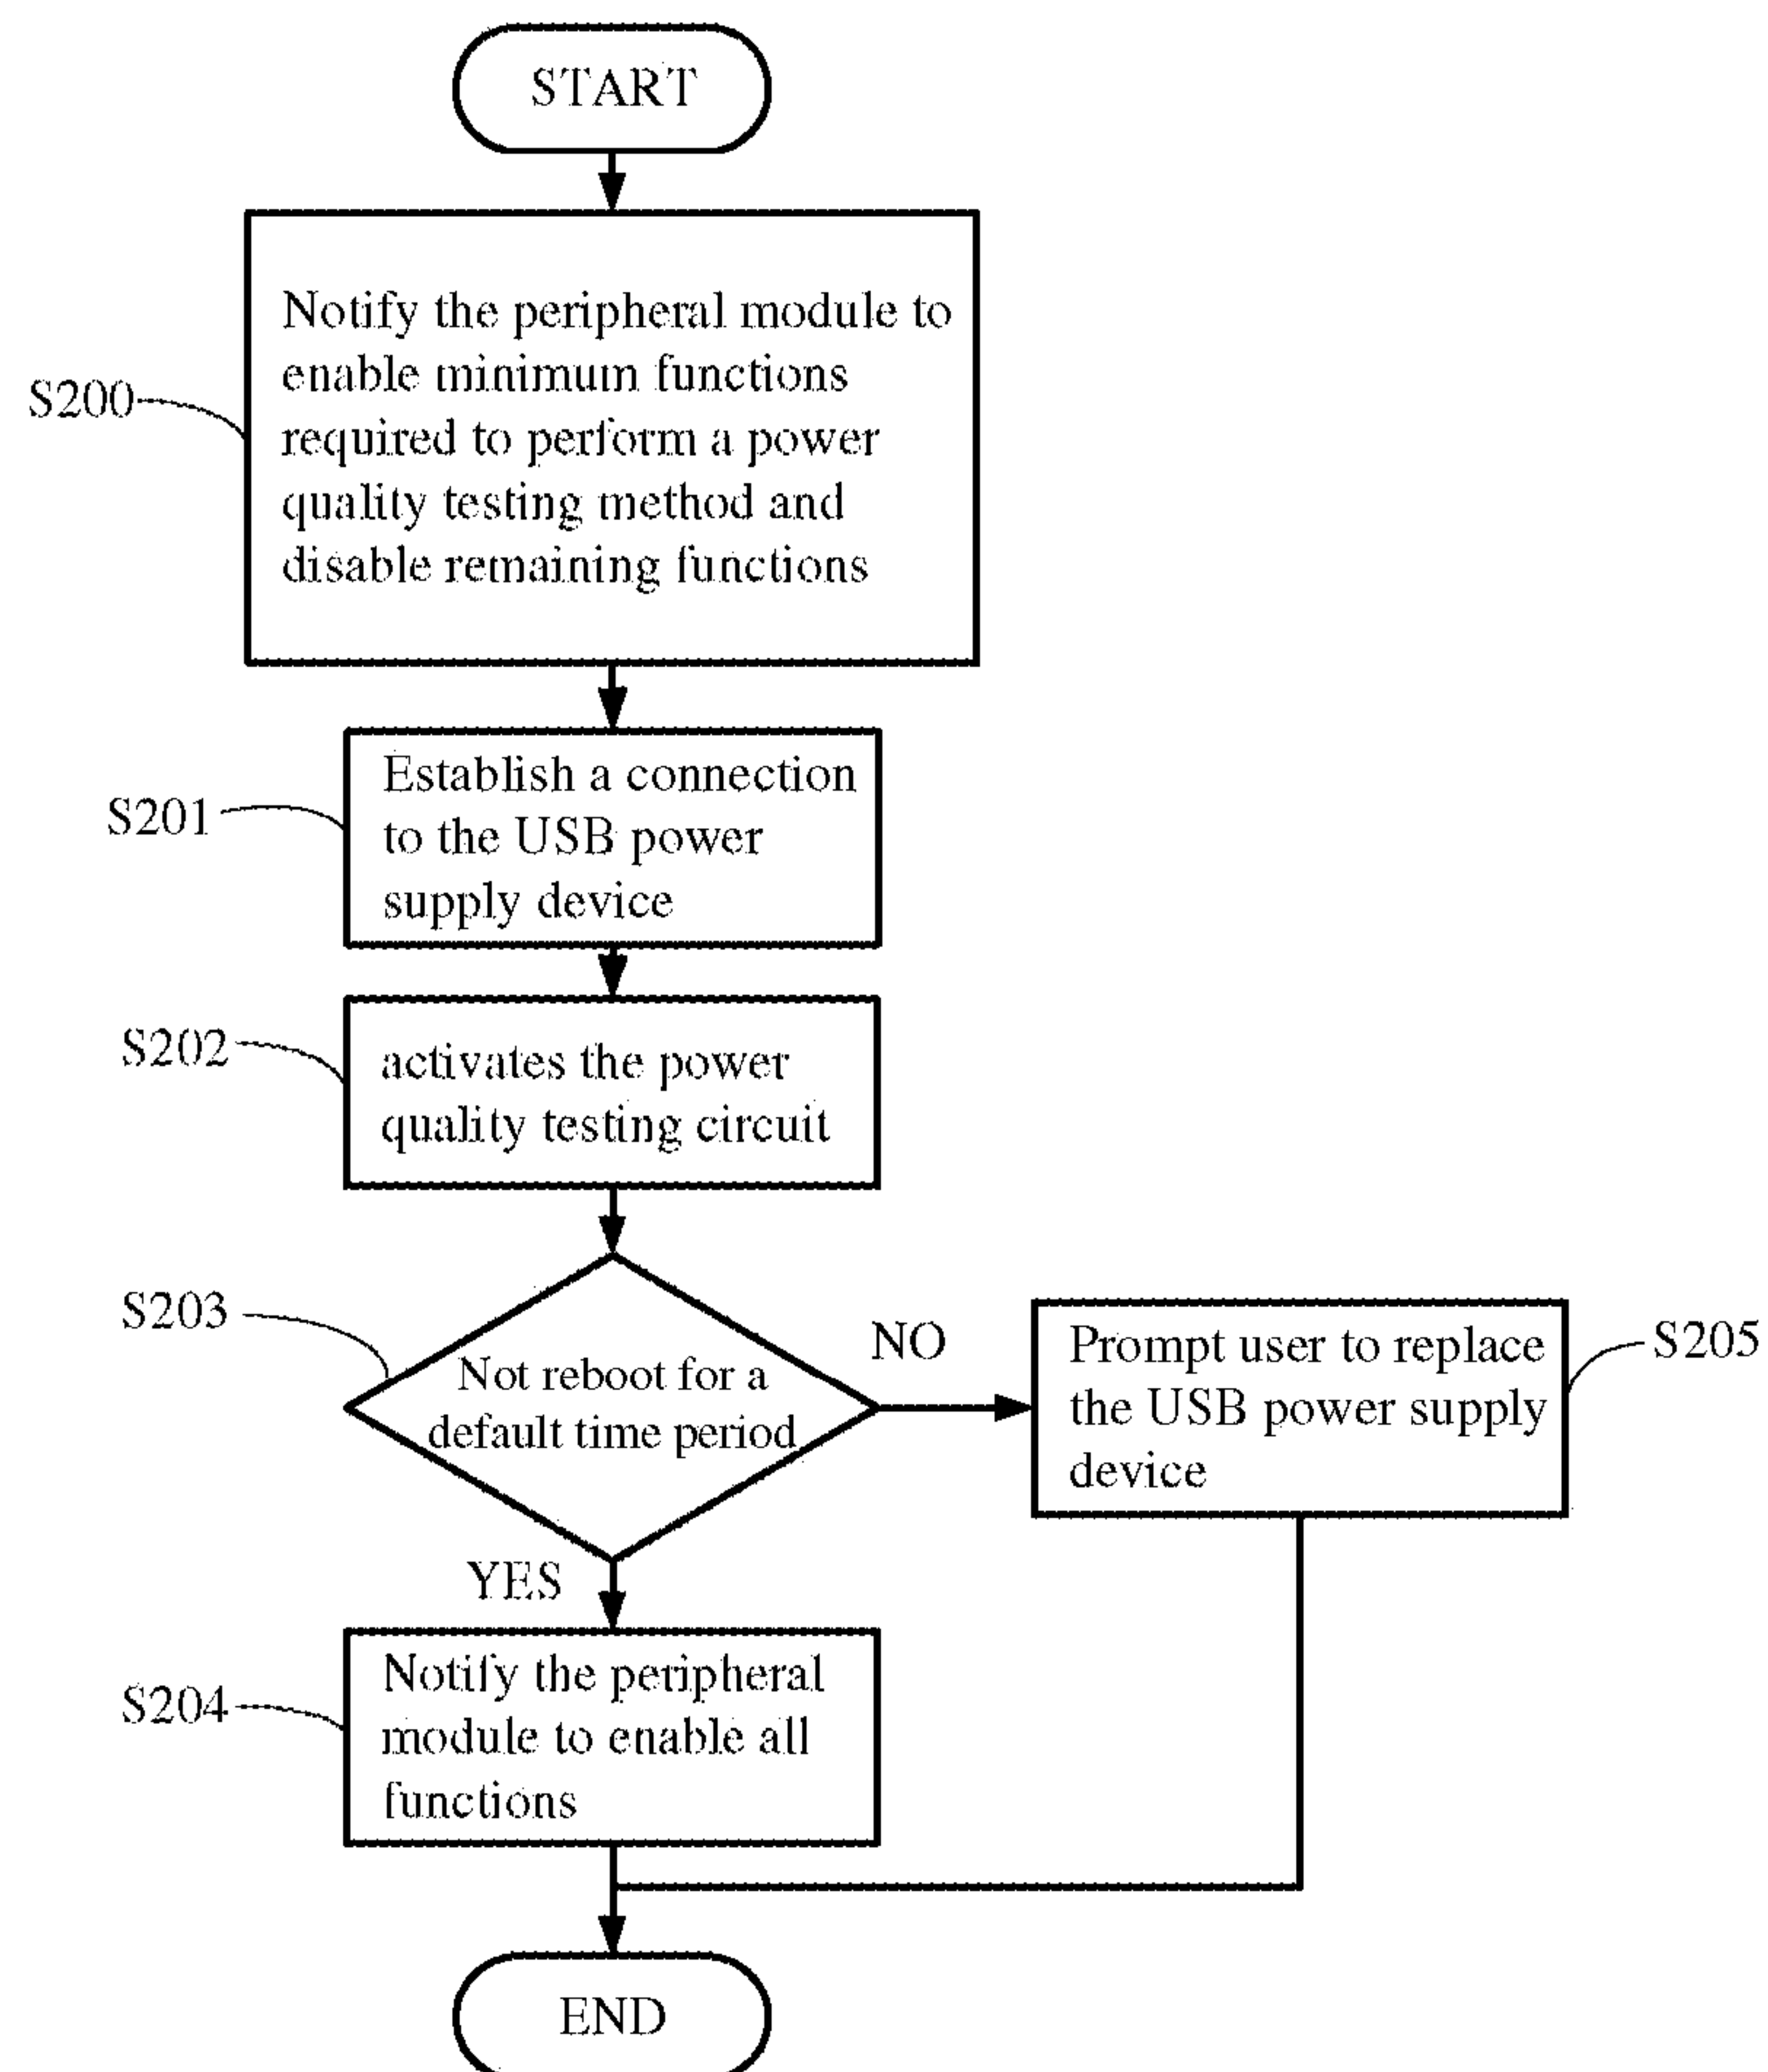 START
S200
Notify the peripheral module to
enable minimum functions
required to perform a power
quality testing method and
disable remaining functions
S201
Establish a connection
to the USB power
supply device
S202
activates the power
quality testing circuit
S203
Not reboot for a
default time period
NO
Prompt user to replace
the USB power supply
device
S205
YES
S204
Notify the peripheral
module to enable all
functions
END